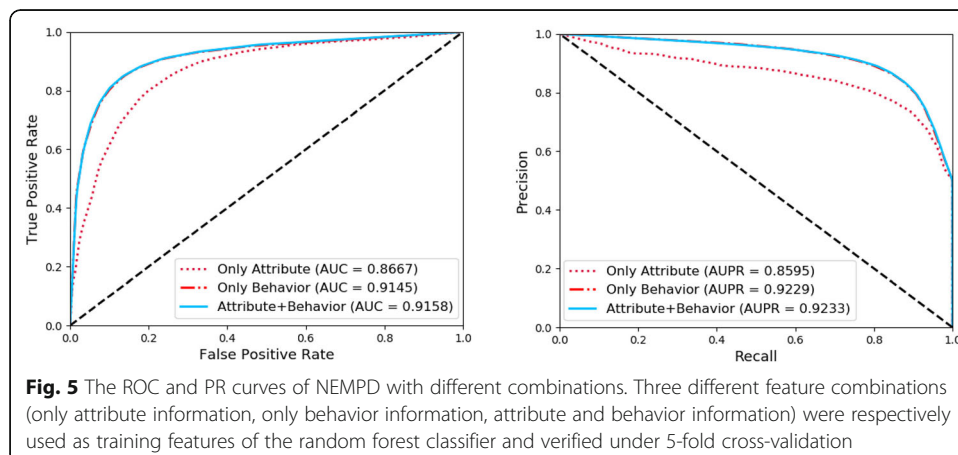 1.0
0.8
0.6
0.4
0.2
0.0
True Positive Rate
0.0 0.2 0.4 0.6 0.8 1.0
False Positive Rate
Only Attribute (AUC = 0.8667)
Only Behavior (AUC = 0.9145)
Attribute+Behavior (AUC = 0.9158)
1.0
0.8
0.6
0.4
0.2
0.0
Precision
0.0 0.2 0.4 0.6 0.8 1.0
Recall
Only Attribute (AUPR = 0.8595)
Only Behavior (AUPR = 0.9229)
Attribute+Behavior (AUPR = 0.9233)
Fig. 5 The ROC and PR curves of NEMPD with different combinations. Three different feature combinations
(only attribute information, only behavior information, attribute and behavior information) were respectively
used as training features of the random forest classifier and verified under 5-fold cross-validation